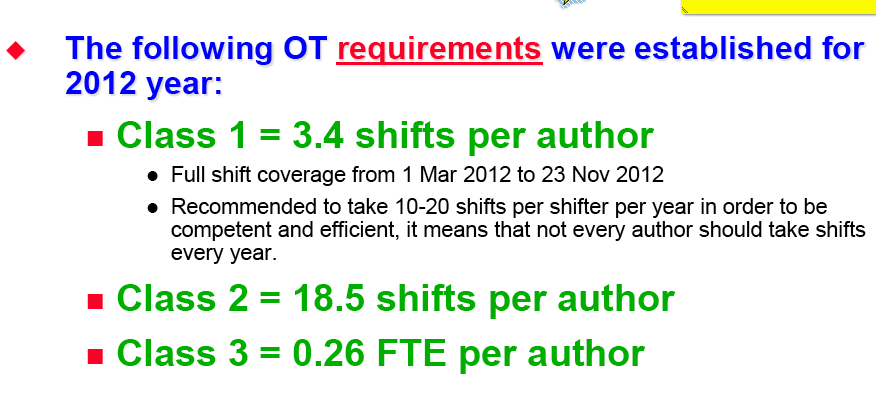 The following OT requirements were established for
2012 year:
Class 1 = 3.4 shifts per author
Full shift coverage from 1 Mar 2012 to 23 Nov 2012
Recommended to take 10-20 shifts per shifter per year in order to be
competent and efficient, it means that not every author should take shifts
every year.
Class 2 = 18.5 shifts per author
Class 3 = 0.26 FTE per author